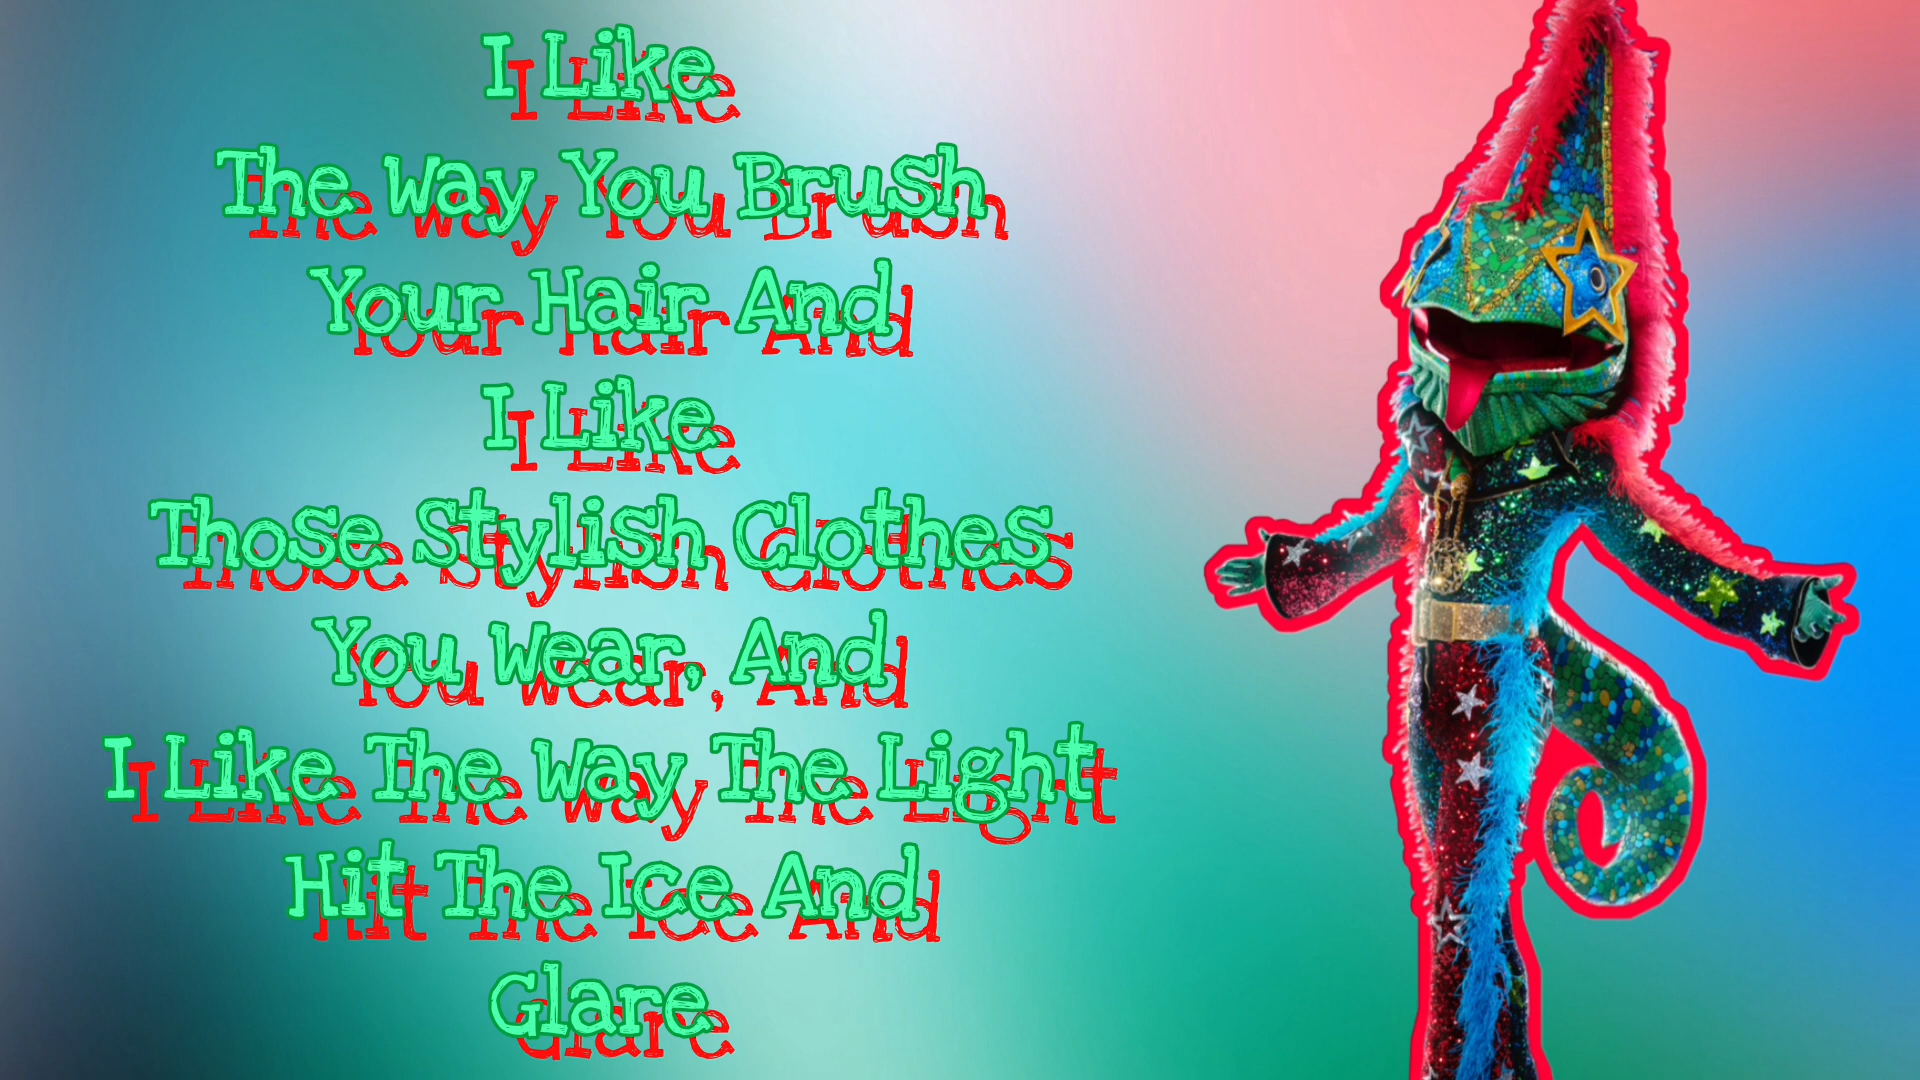 I Like
The Way You Brush
Your Hair And
I Like
Those Stylish Clothes
You Wear, And
I Like The Way The Light
Hit The Ice And
Glare